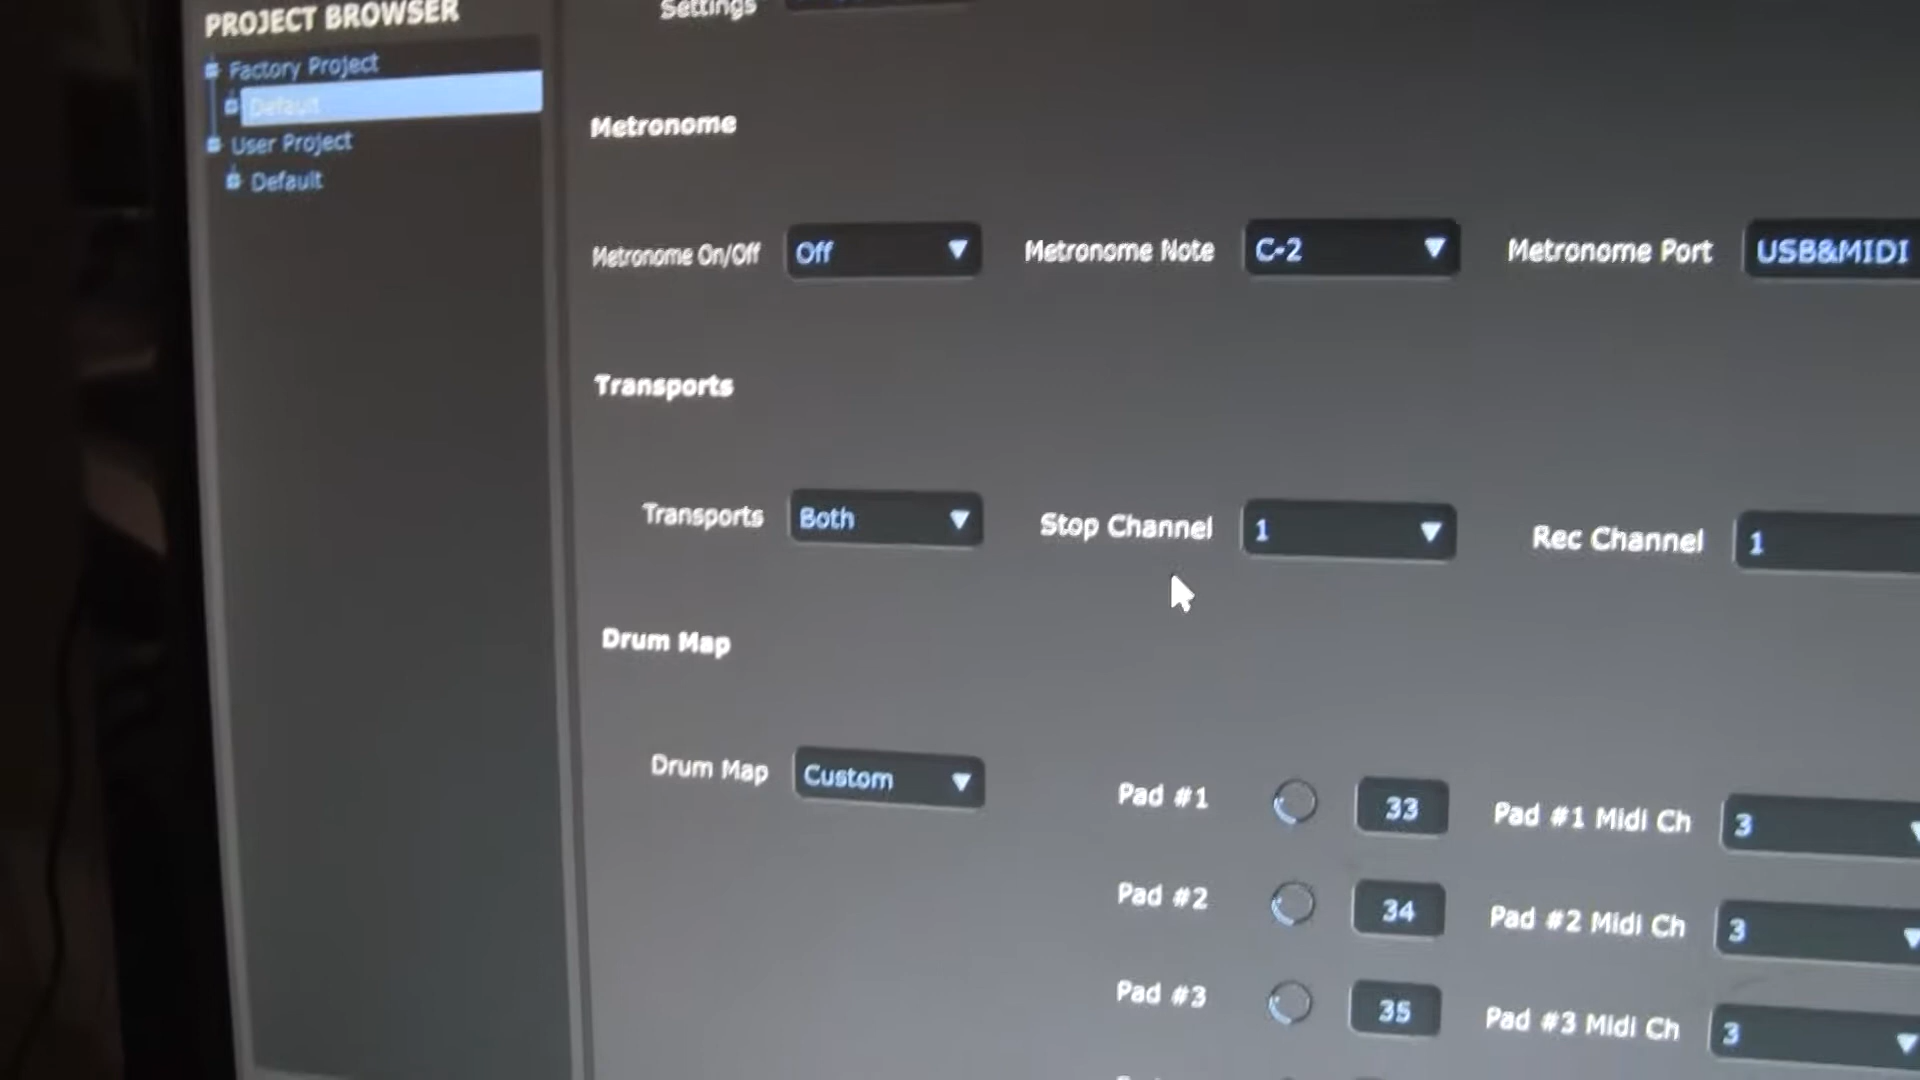 PROJECT BROWSER
Factory Project
Default
User Project
Default
Settings
Metronome
Metronome On/Off Off Metronome Note C-2 Metronome Port USB&MIDI
Transports
Transports Both Stop Channel 1 Rec Channel 1
Drum Map
Drum Map Custom
Pad #1 33 Pad #1 Midi Ch 3
Pad #2 34 Pad #2 Midi Ch 3
Pad #3 35 Pad #3 Midi Ch 3